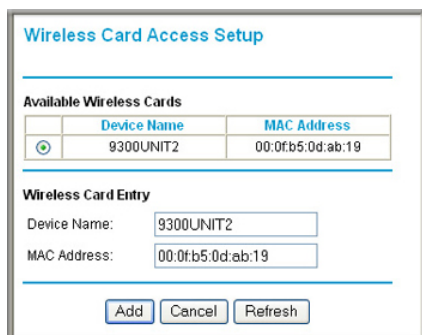 Wireless Card Access Setup
Available Wireless Cards
Device Name MAC Address
9300UNIT2 00:0f:b5:0d:ab:19
Wireless Card Entry
Device Name: 9300UNIT2
MAC Address: 00:0f:b5:0d:ab:19
Add Cancel Refresh